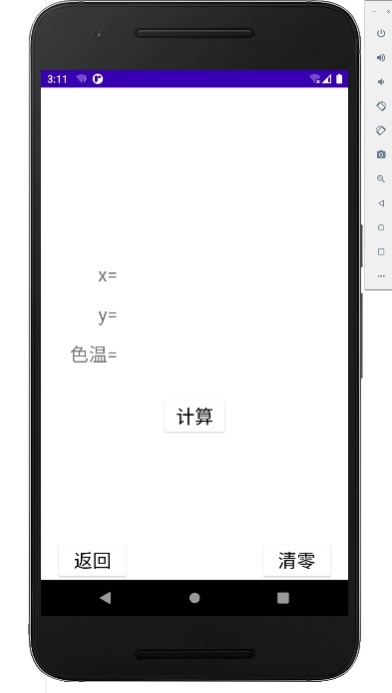 3:11
x=
y=
色温=
计算
返回
清零